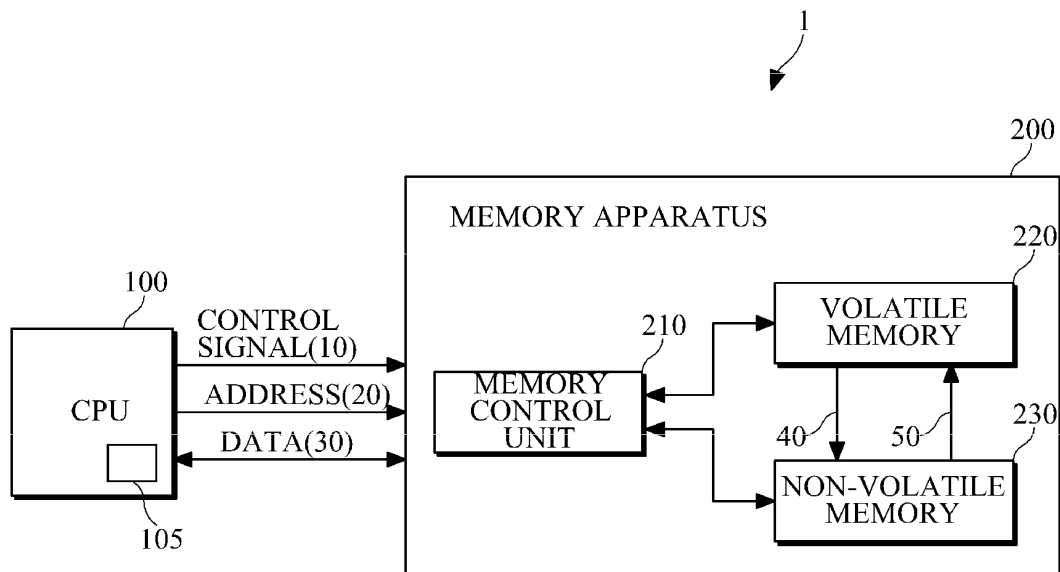 1
200
MEMORY APPARATUS
220
100
VOLATILE
MEMORY
CONTROL
SIGNAL(10)
210
MEMORY
CONTROL
UNIT
CPU
ADDRESS(20)
40
50
230
DATA(30)
NON-VOLATILE
MEMORY
105